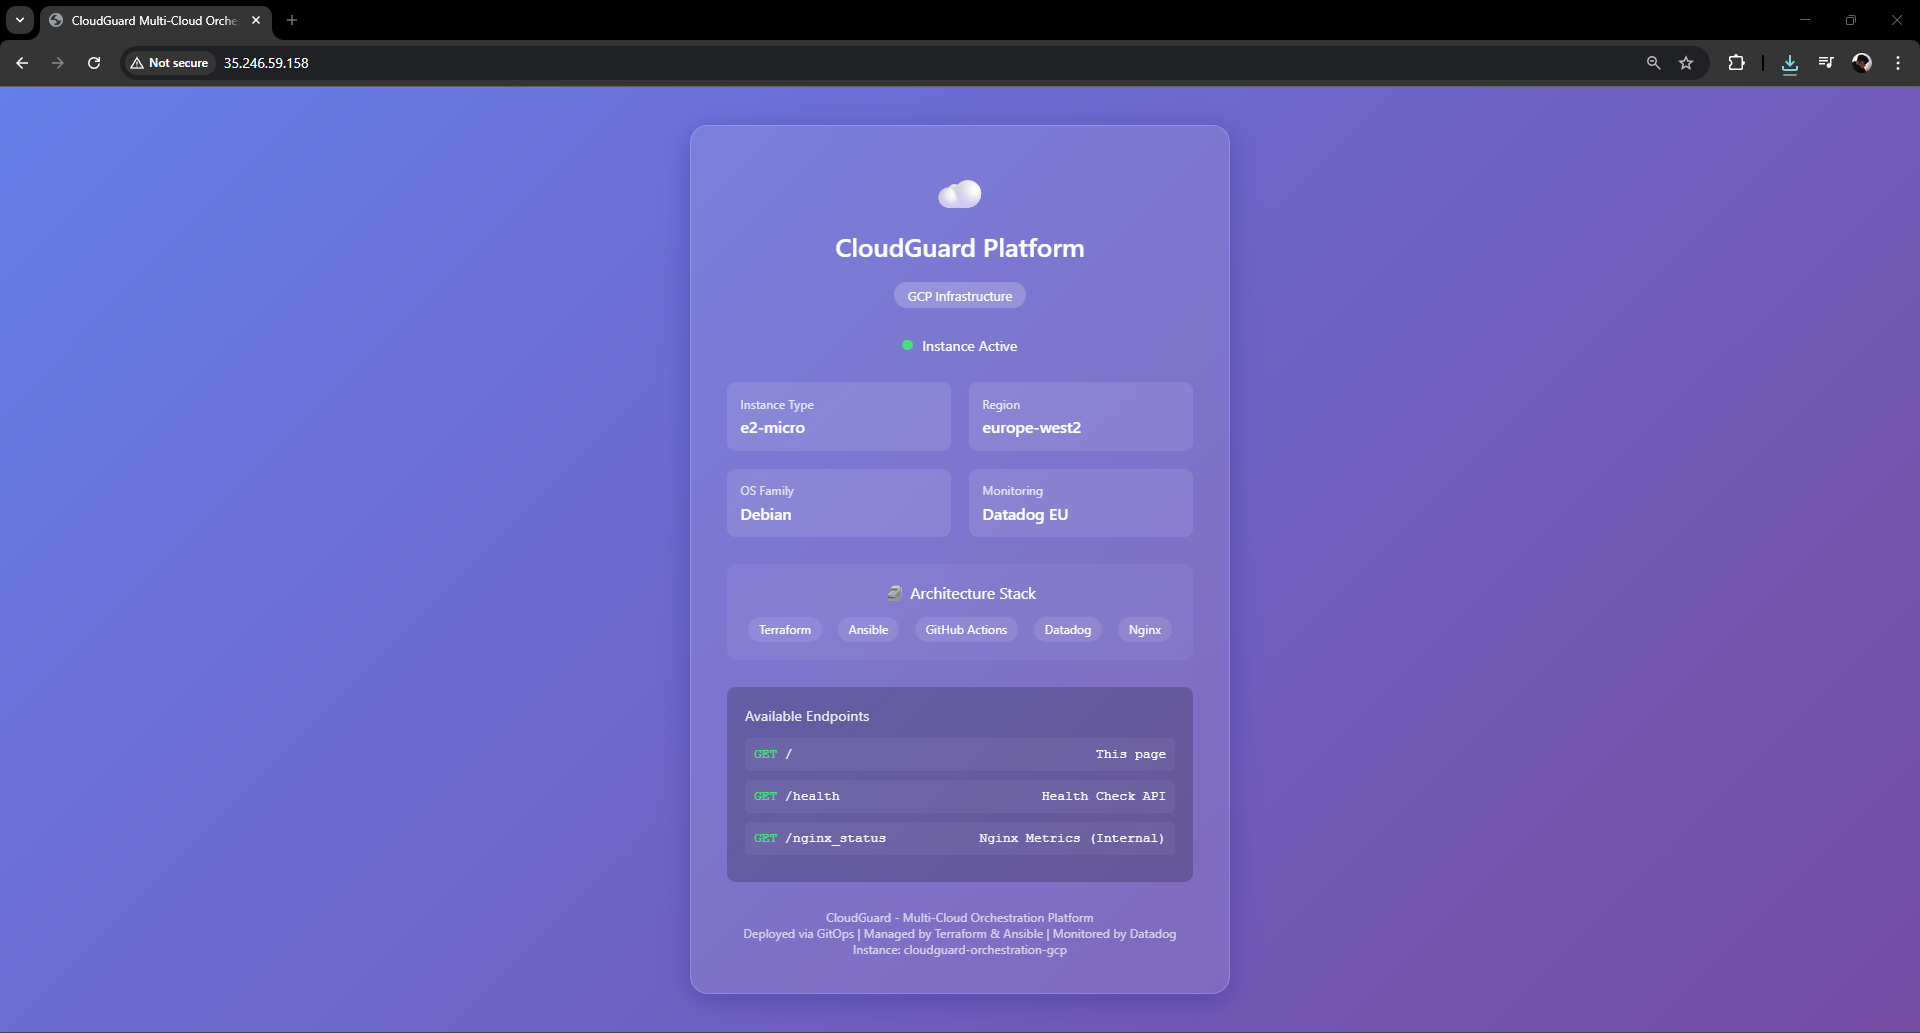 CloudGuard Multi-Cloud Orche
Not secure
35.246.59.158
CloudGuard Platform
GCP Infrastructure
Instance Active
Instance Type
e2-micro
Region
europe-west2
OS Family
Debian
Monitoring
Datadog EU
Architecture Stack
Terraform
Ansible
GitHub Actions
Datadog
Nginx
Available Endpoints
GET / This page
GET /health Health Check API
GET /nginx_status Nginx Metrics (Internal)
CloudGuard - Multi-Cloud Orchestration Platform
Deployed via GitOps | Managed by Terraform & Ansible | Monitored by Datadog
Instance: cloudguard-orchestration-gcp